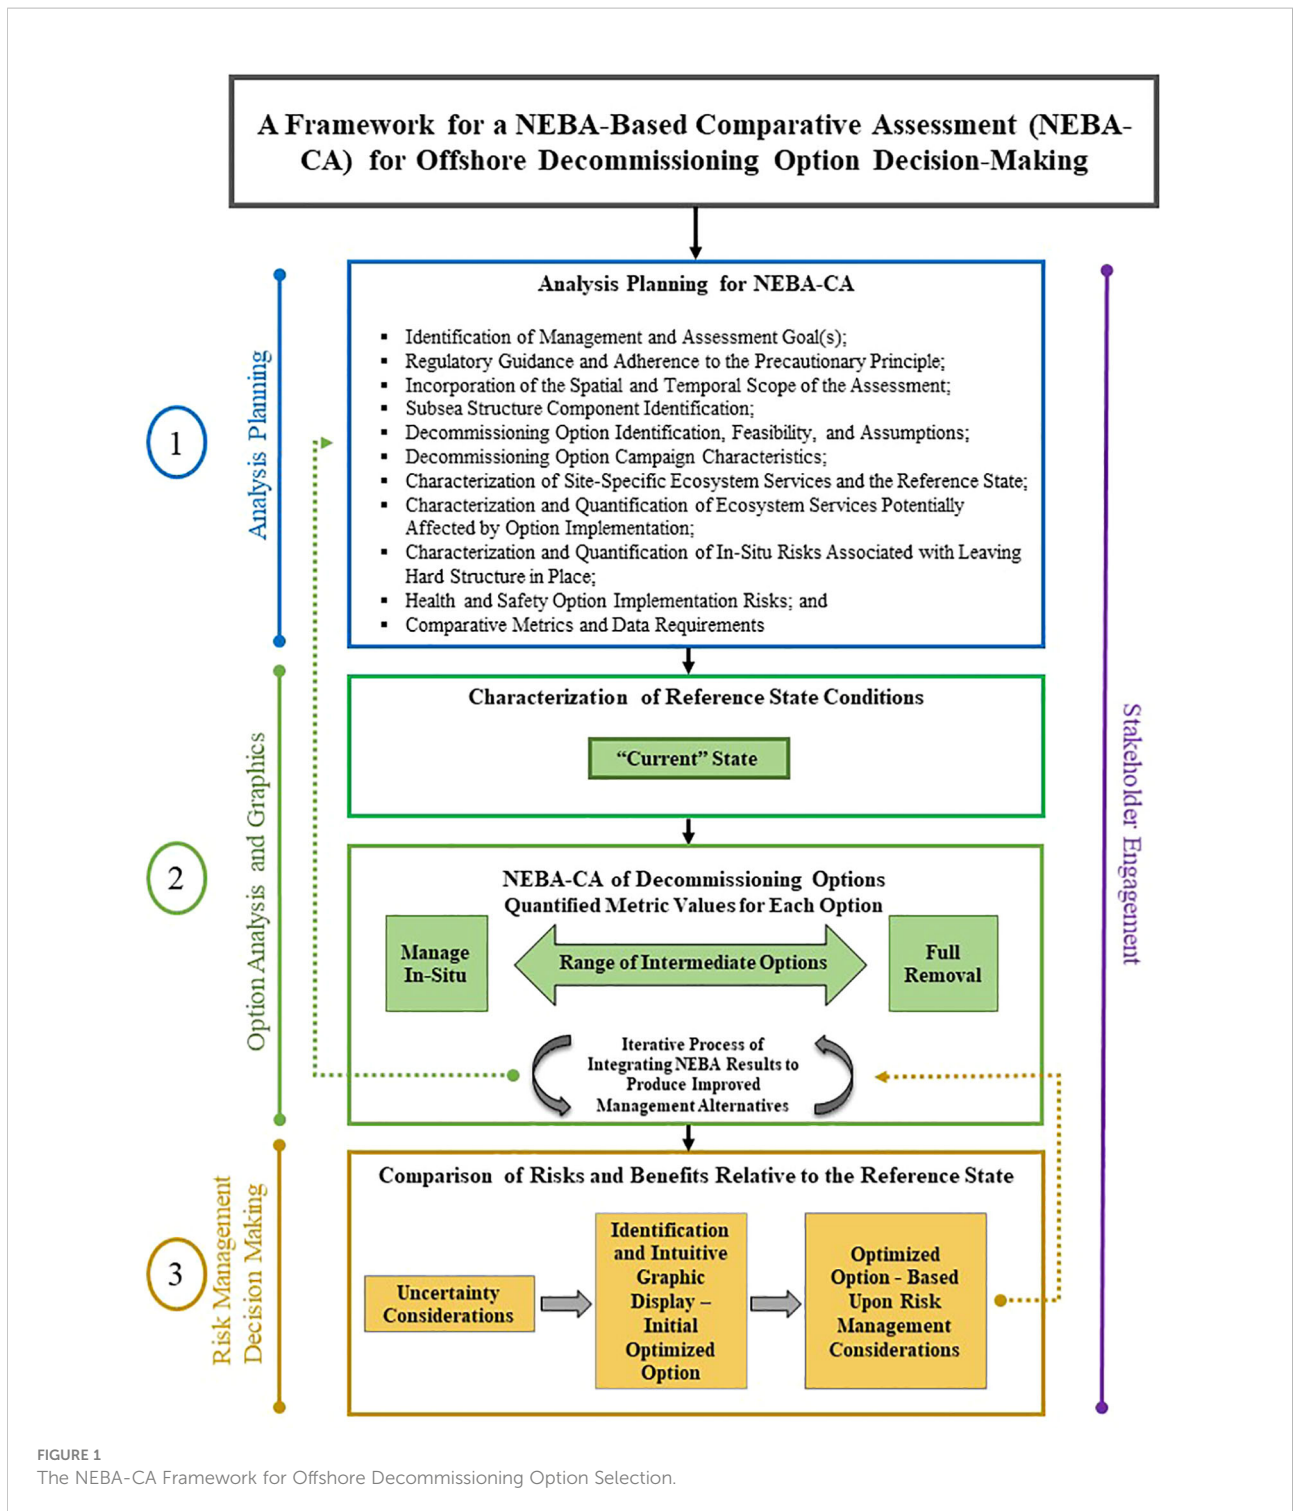 A Framework for a NEBA-Based Comparative Assessment (NEBA-
CA) for Offshore Decommissioning Option Decision-Making
1
Analysis Planning
Analysis Planning for NEBA-CA
▪ Identification of Management and Assessment Goal(s);
▪ Regulatory Guidance and Adherence to the Precautionary Principle;
▪ Incorporation of the Spatial and Temporal Scope of the Assessment;
▪ Subsea Structure Component Identification;
▪ Decommissioning Option Identification, Feasibility, and Assumptions;
▪ Decommissioning Option Campaign Characteristics;
▪ Characterization of Site-Specific Ecosystem Services and the Reference State;
▪ Characterization and Quantification of Ecosystem Services Potentially
Affected by Option Implementation;
▪ Characterization and Quantification of In-Situ Risks Associated with Leaving
Hard Structure in Place;
▪ Health and Safety Option Implementation Risks; and
▪ Comparative Metrics and Data Requirements
Stakeholder Engagement
2
Option Analysis and Graphics
Characterization of Reference State Conditions
“Current” State
NEBA-CA of Decommissioning Options
Quantified Metric Values for Each Option
Manage
In-Situ
Range of Intermediate Options
Full
Removal
Iterative Process of
Integrating NEBA Results to
Produce Improved
Management Alternatives
3
Risk Management
Decision Making
Comparison of Risks and Benefits Relative to the Reference State
Uncertainty
Considerations
Identification
and Intuitive
Graphic
Display –
Initial
Optimized
Option
Optimized
Option - Based
Upon Risk
Management
Considerations
FIGURE 1
The NEBA-CA Framework for Offshore Decommissioning Option Selection.